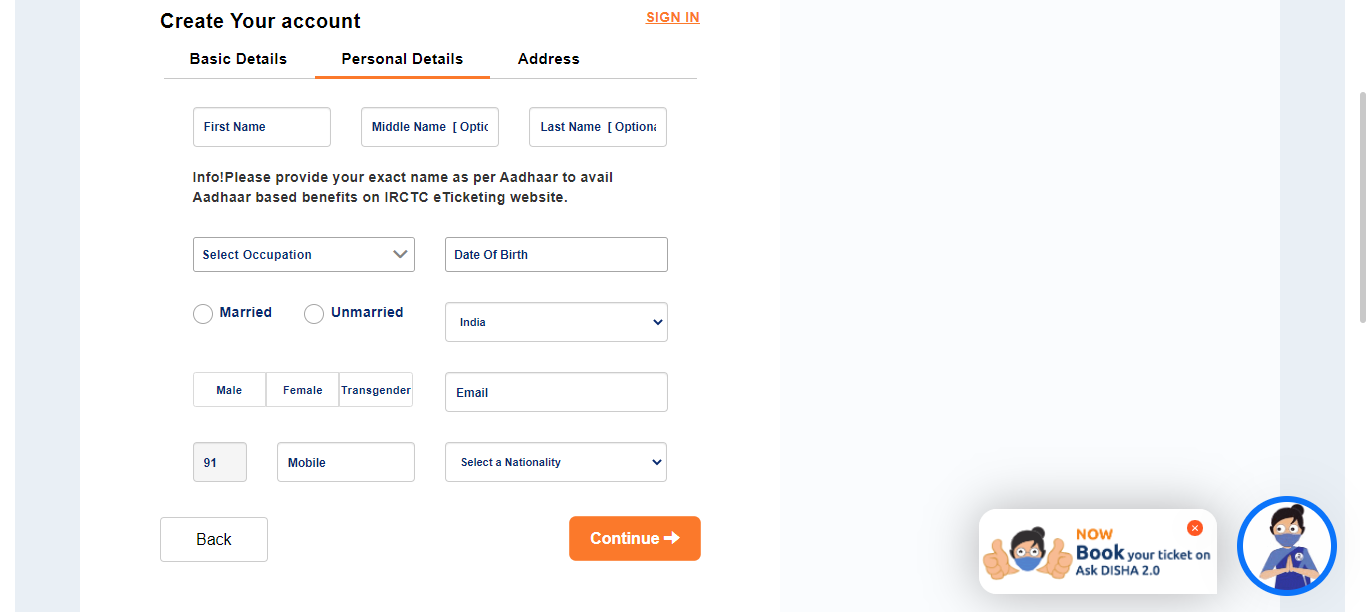 Create Your account
SIGN IN
Basic Details
Personal Details
Address
First Name
Middle Name [ Optic
Last Name [ Optiona
Info!Please provide your exact name as per Aadhaar to avail
Aadhaar based benefits on IRCTC eTicketing website.
Select Occupation
Date Of Birth
Married
Unmarried
India
Male
Female
Transgender
Email
91
Mobile
Select a Nationality
Back
Continue
NOW
Book your ticket on
Ask DISHA 2.0